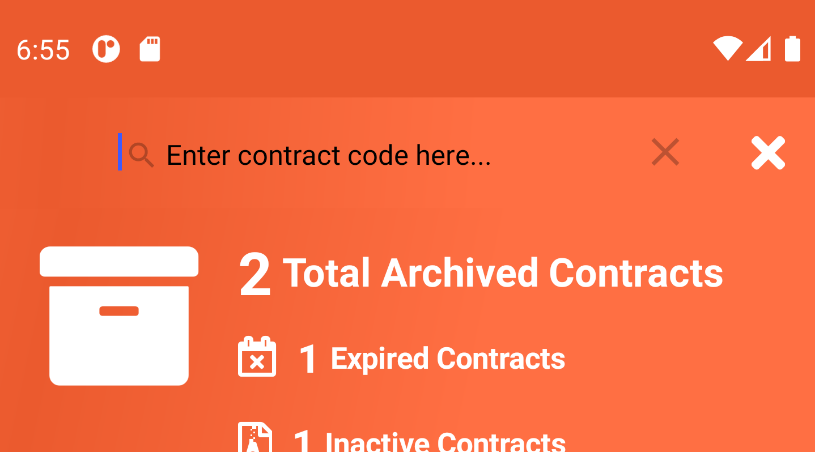 6:55
Enter contract code here...
2 Total Archived Contracts
1 Expired Contracts
1 Inactive Contracts